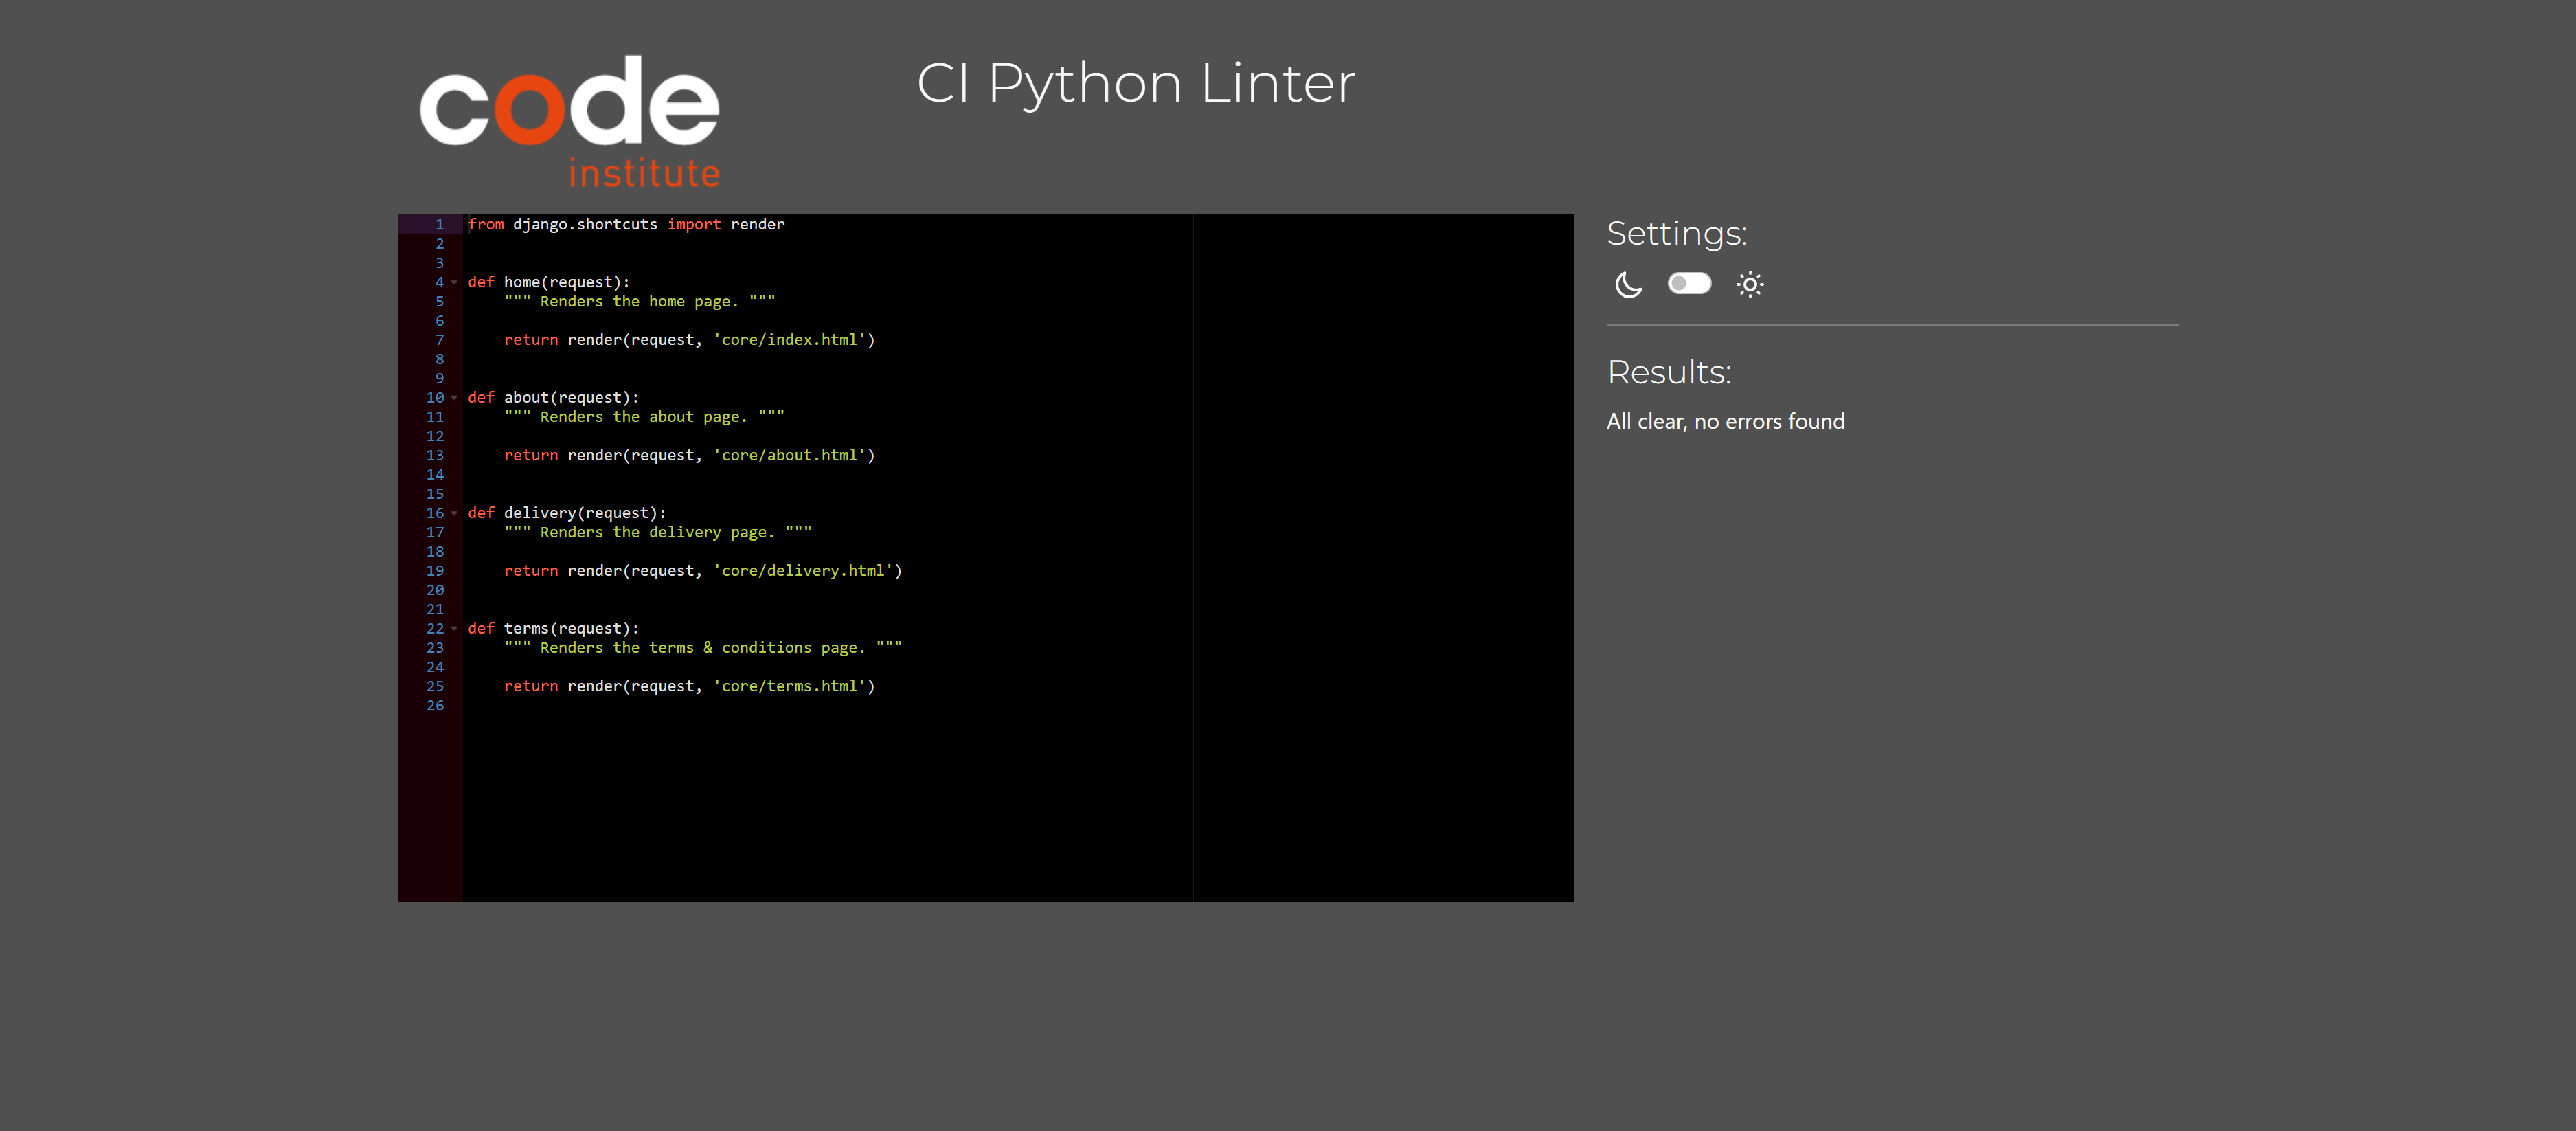 code
institute
CI Python Linter
1 from django.shortcuts import render
2
3
4 def home(request):
5     """ Renders the home page. """
6
7     return render(request, 'core/index.html')
8
9
10 def about(request):
11     """ Renders the about page. """
12
13     return render(request, 'core/about.html')
14
15
16 def delivery(request):
17     """ Renders the delivery page. """
18
19     return render(request, 'core/delivery.html')
20
21
22 def terms(request):
23     """ Renders the terms & conditions page. """
24
25     return render(request, 'core/terms.html')
26
Settings:
Results:
All clear, no errors found